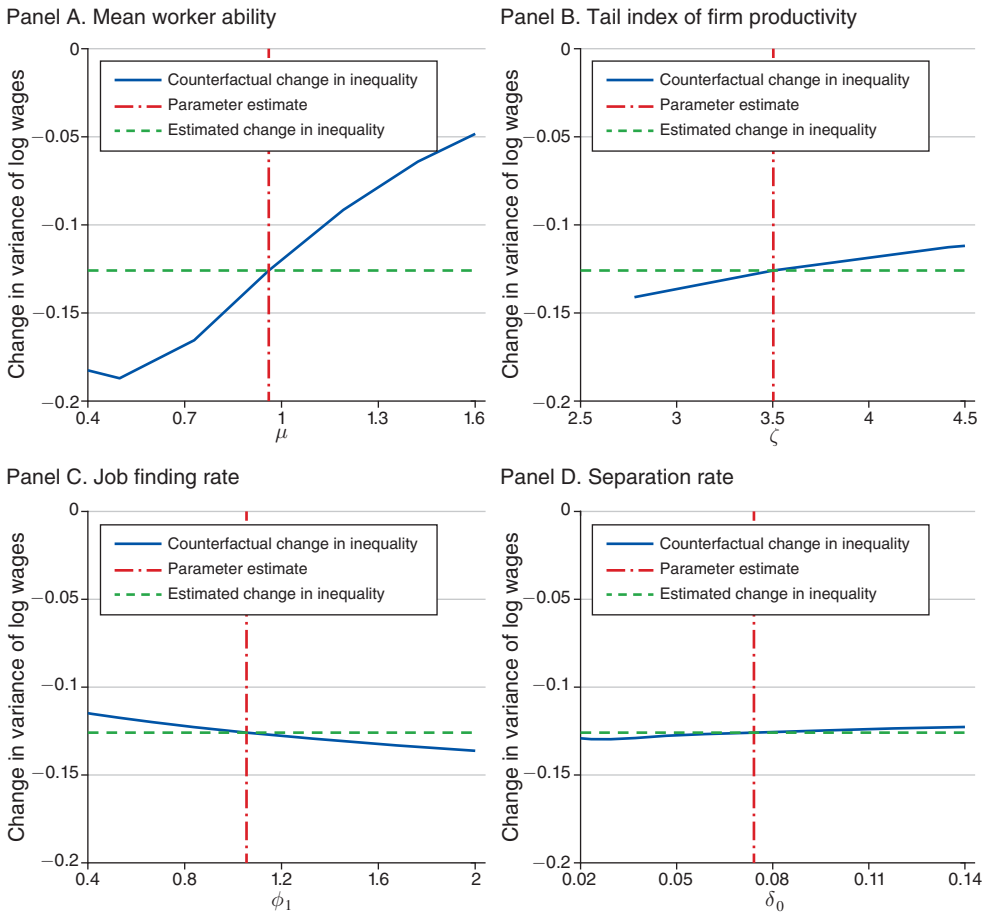 Panel A. Mean worker ability
Change in variance of log wages
0
−0.05
−0.1
−0.15
−0.2
Counterfactual change in inequality
Parameter estimate
Estimated change in inequality
0.4 0.7 1 1.3 1.6
μ
Panel B. Tail index of firm productivity
Change in variance of log wages
0
−0.05
−0.1
−0.15
−0.2
Counterfactual change in inequality
Parameter estimate
Estimated change in inequality
2.5 3 3.5 4 4.5
ζ
Panel C. Job finding rate
Change in variance of log wages
0
−0.05
−0.1
−0.15
−0.2
Counterfactual change in inequality
Parameter estimate
Estimated change in inequality
0.4 0.8 1.2 1.6 2
ϕ₁
Panel D. Separation rate
Change in variance of log wages
0
−0.05
−0.1
−0.15
−0.2
Counterfactual change in inequality
Parameter estimate
Estimated change in inequality
0.02 0.05 0.08 0.11 0.14
δ₀